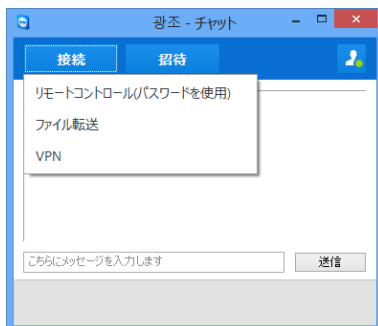 광조 - チャット
接続 招待
リモートコントロール(パスワードを使用)
ファイル転送
VPN
こちらにメッセージを入力します 送信